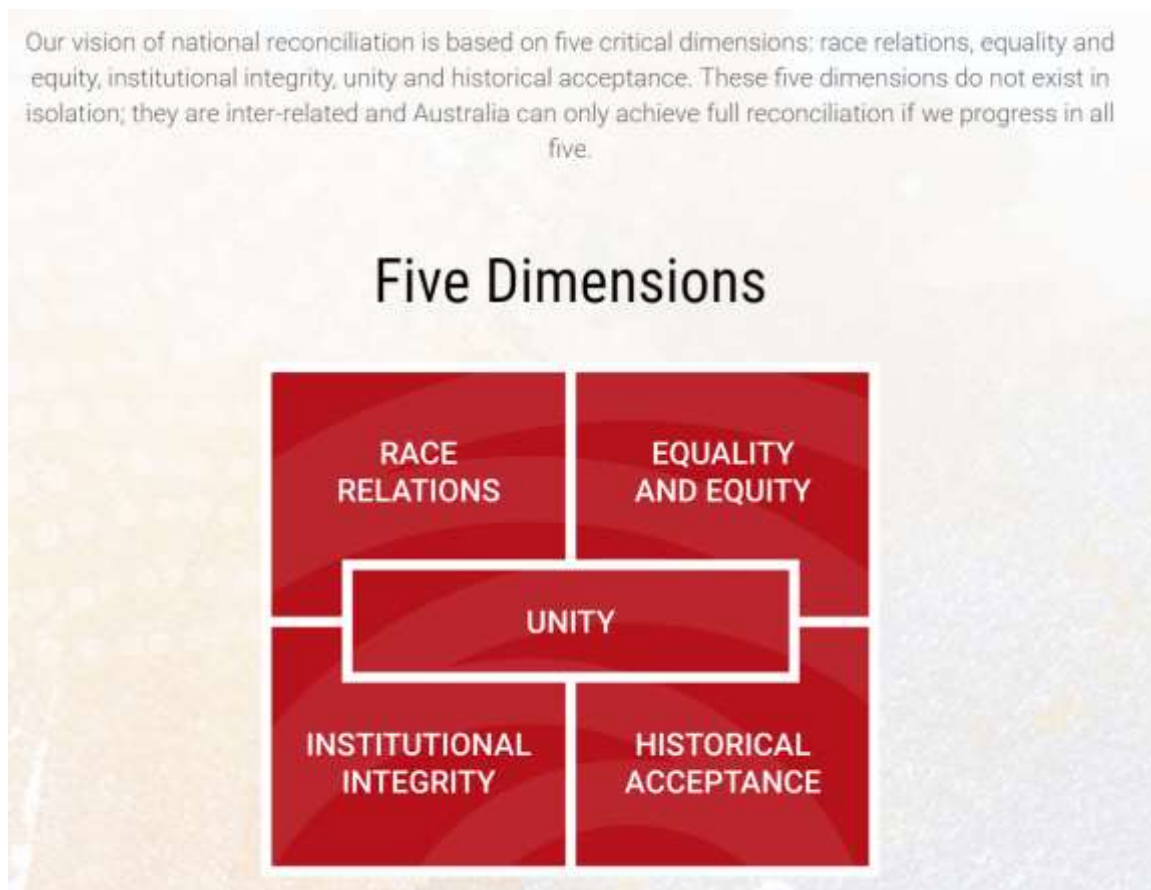 Our vision of national reconciliation is based on five critical dimensions: race relations, equality and
equity, institutional integrity, unity and historical acceptance. These five dimensions do not exist in
isolation; they are inter-related and Australia can only achieve full reconciliation if we progress in all
five.
Five Dimensions
RACE
RELATIONS
EQUALITY
AND EQUITY
UNITY
INSTITUTIONAL
INTEGRITY
HISTORICAL
ACCEPTANCE